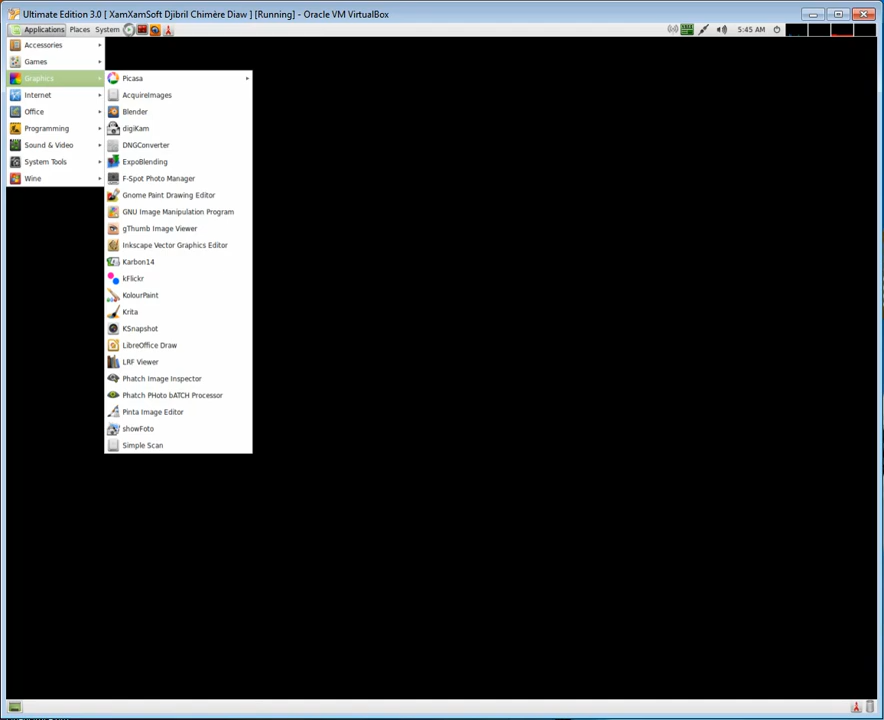 Ultimate Edition 3.0 [ XamXamSoft Djibril Chimère Diaw ] [Running] - Oracle VM VirtualBox
Applications Places System 5:45 AM
Accessories
Games
Graphics
Internet
Office
Programming
Sound & Video
System Tools
Wine
Picasa
AcquireImages
Blender
digiKam
DNGConverter
ExpoBlending
F-Spot Photo Manager
Gnome Paint Drawing Editor
GNU Image Manipulation Program
gThumb Image Viewer
Inkscape Vector Graphics Editor
Karbon14
kFlickr
KolourPaint
Krita
KSnapshot
LibreOffice Draw
LRF Viewer
Phatch Image Inspector
Phatch PHoto bATCH Processor
Pinta Image Editor
showFoto
Simple Scan